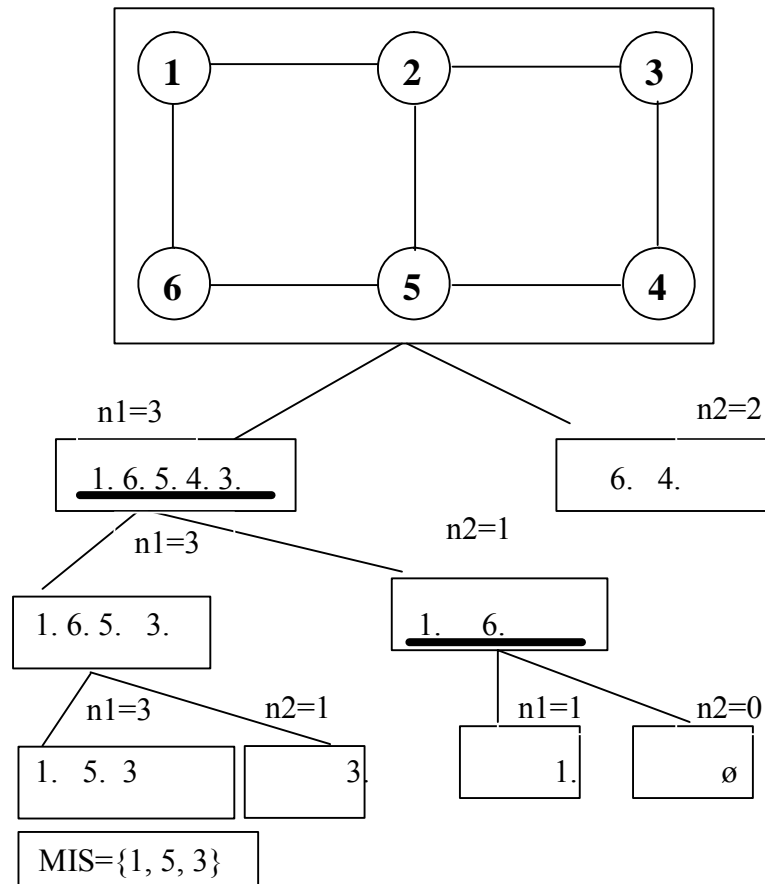 1 2 3
6 5 4
n1=3 n2=2
1. 6. 5. 4. 3. 6. 4.
n1=3 n2=1
1. 6. 5. 3. 1. 6.
n1=3 n2=1 n1=1 n2=0
1. 5. 3 3. 1. ø
MIS={1, 5, 3}